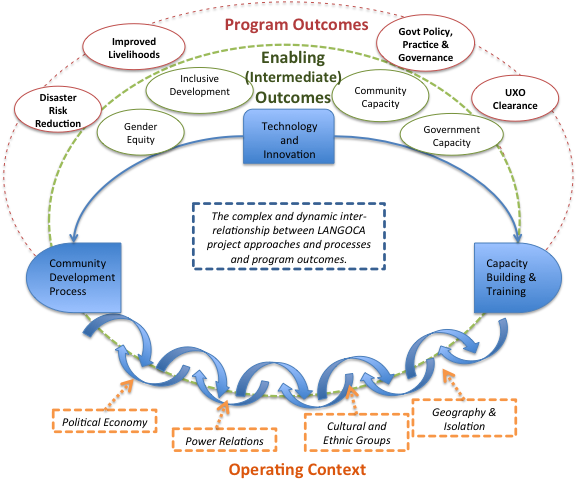 Program Outcomes
Improved
Livelihoods
Govt Policy,
Practice &
Governance
Enabling
(Intermediate)
Outcomes
Inclusive
Development
Community
Capacity
Disaster
Risk
Reduction
UXO
Clearance
Gender
Equity
Government
Capacity
Technology
and
Innovation
The complex and dynamic inter-
relationship between LANGOCA
project approaches and processes
and program outcomes.
Community
Development
Process
Capacity
Building &
Training
Political Economy
Power Relations
Cultural and
Ethnic Groups
Geography &
Isolation
Operating Context